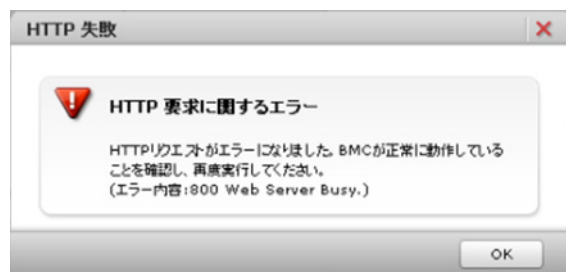 HTTP 失敗
HTTP 要求に関するエラー
HTTPリクエストがエラーになりました。BMCが正常に動作している
ことを確認し、再度実行してください。
(エラー内容:800 Web Server Busy.)
OK